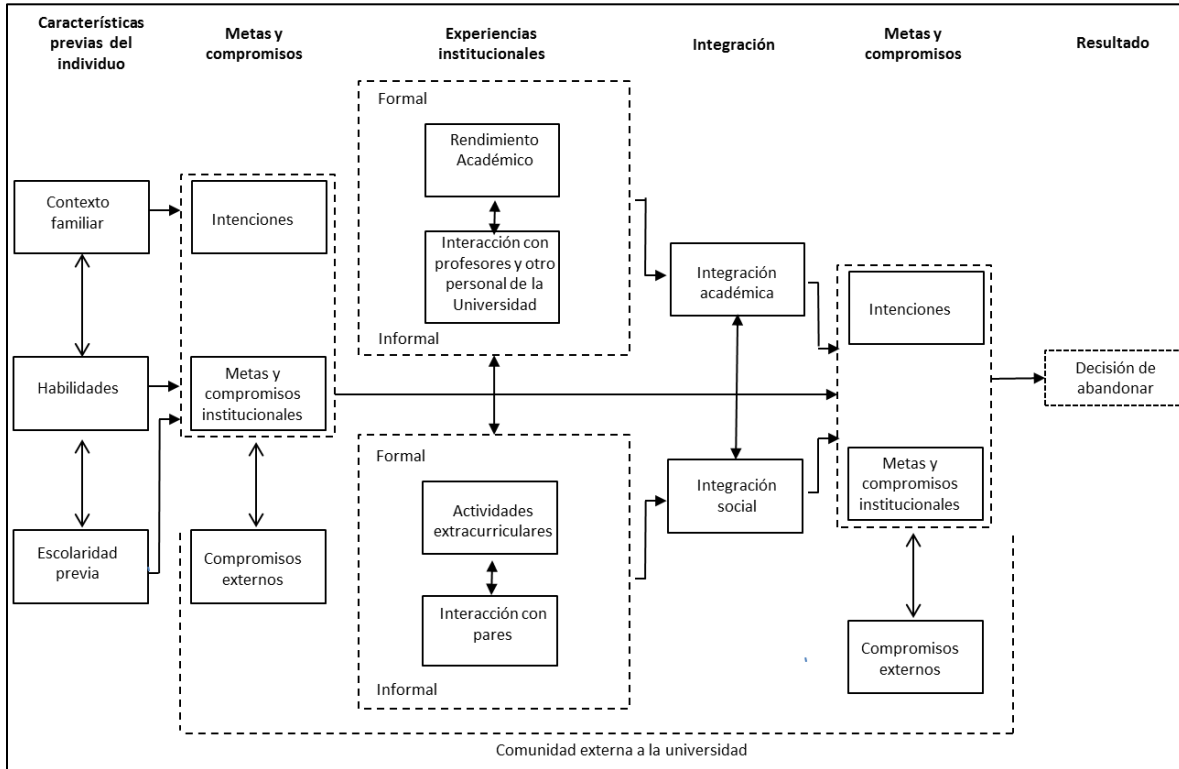 Características
previas del
individuo
Metas y
compromisos
Experiencias
institucionales
Integración
Metas y
compromisos
Resultado
Contexto
familiar
Habilidades
Escolaridad
previa
Intenciones
Metas y
compromisos
institucionales
Compromisos
externos
Formal
Rendimiento
Académico
Interacción con
profesores y otro
personal de la
Universidad
Informal
Formal
Actividades
extracurriculares
Interacción con
pares
Informal
Integración
académica
Integración
social
Intenciones
Metas y
compromisos
institucionales
Compromisos
externos
Decisión de
abandonar
Comunidad externa a la universidad